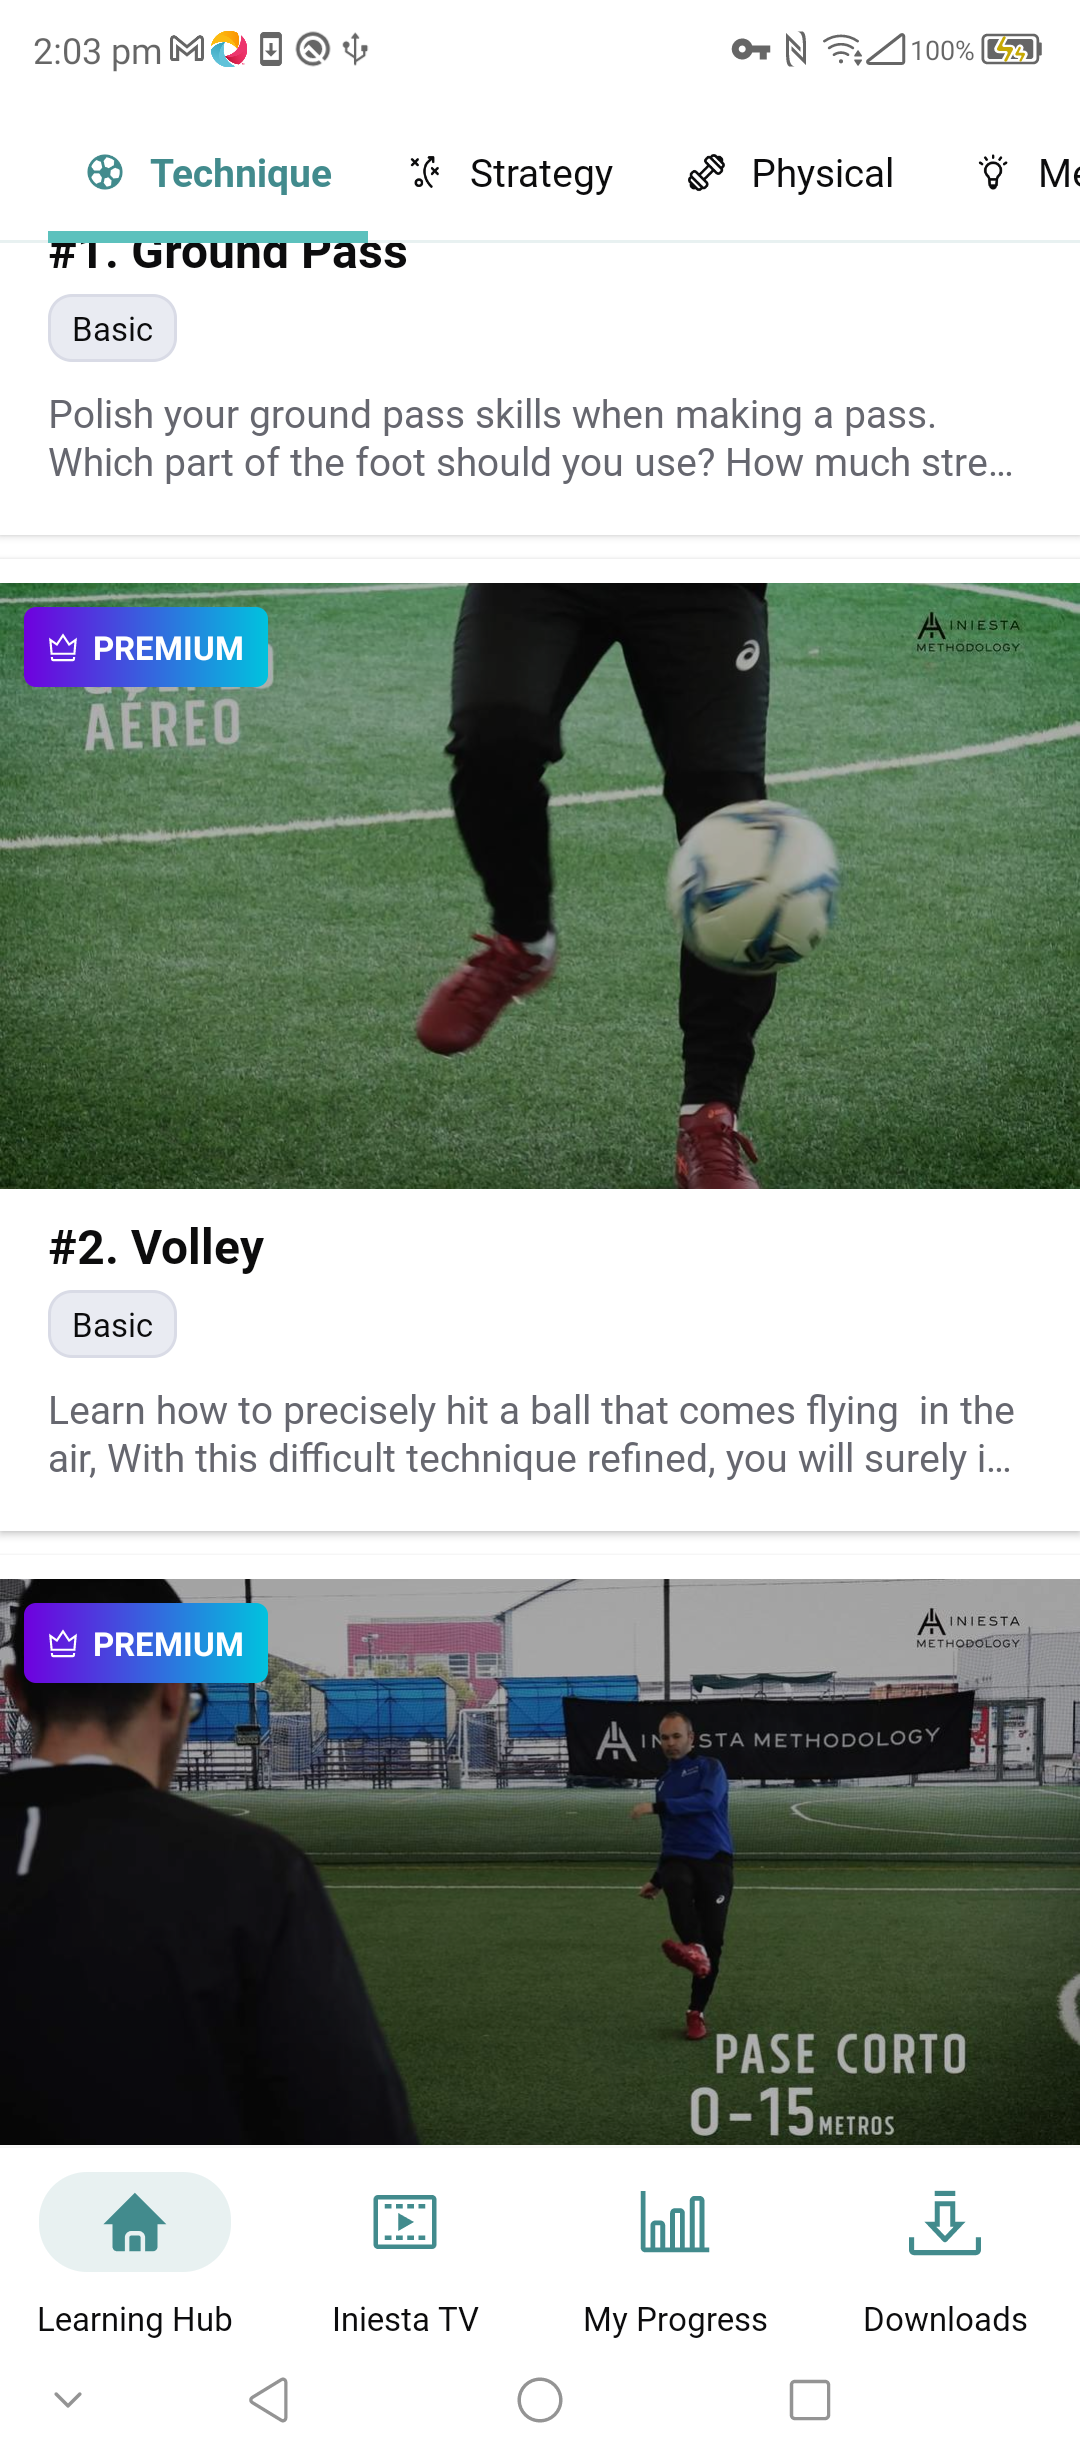 2:03 pm
100%
Technique
Strategy
Physical
#1. Ground Pass
Basic
Polish your ground pass skills when making a pass.
Which part of the foot should you use? How much stre...
PREMIUM
AÉREO
INIESTA
METHODOLOGY
#2. Volley
Basic
Learn how to precisely hit a ball that comes flying  in the
air, With this difficult technique refined, you will surely i...
PREMIUM
INIESTA
METHODOLOGY
METHODOLOGY
PASE CORTO
0-15 METROS
Learning Hub
Iniesta TV
My Progress
Downloads